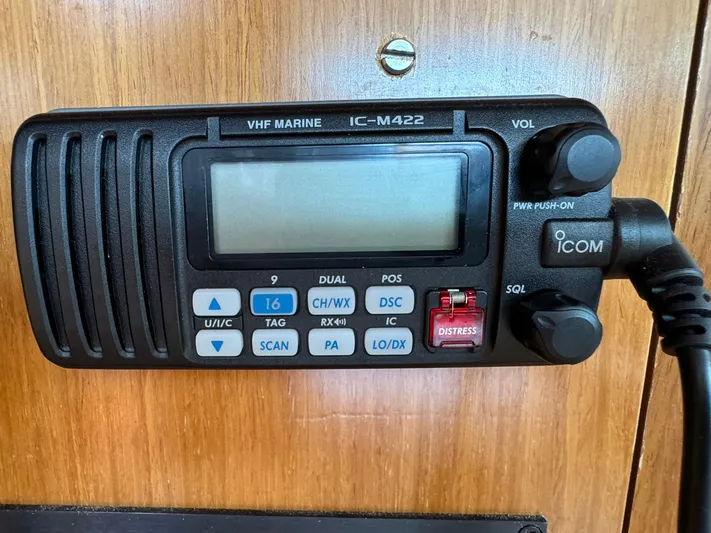 VHF MARINE IC-M422
VOL
PWR PUSH-ON
ICOM
9 DUAL POS
16 CH/WX DSC
U/I/C TAG RX IC
SCAN PA LO/DX
DISTRESS
SQL